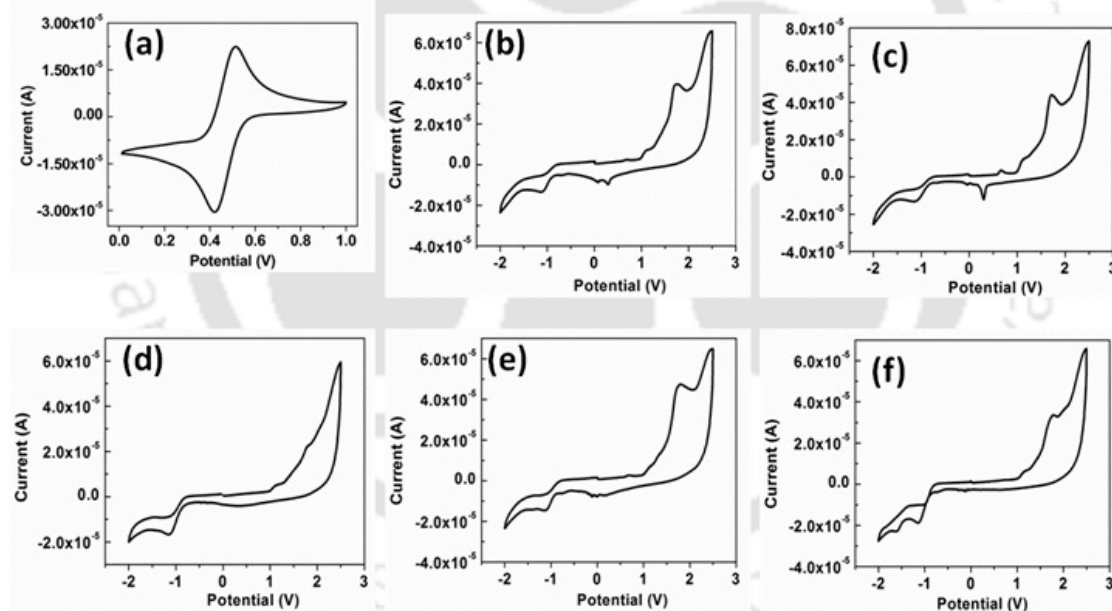 (a)
3.00x10⁻⁵
1.50x10⁻⁵
0.00
-1.50x10⁻⁵
-3.00x10⁻⁵
Current (A)
0.0 0.2 0.4 0.6 0.8 1.0
Potential (V)
(b)
6.0x10⁻⁵
4.0x10⁻⁵
2.0x10⁻⁵
0.0
-2.0x10⁻⁵
-4.0x10⁻⁵
Current (A)
-2 -1 0 1 2 3
Potential (V)
(c)
8.0x10⁻⁵
6.0x10⁻⁵
4.0x10⁻⁵
2.0x10⁻⁵
0.0
-2.0x10⁻⁵
-4.0x10⁻⁵
Current (A)
-2 -1 0 1 2 3
Potential (V)
(d)
6.0x10⁻⁵
4.0x10⁻⁵
2.0x10⁻⁵
0.0
-2.0x10⁻⁵
Current (A)
-2 -1 0 1 2 3
Potential (V)
(e)
6.0x10⁻⁵
4.0x10⁻⁵
2.0x10⁻⁵
0.0
-2.0x10⁻⁵
-4.0x10⁻⁵
Current (A)
-2 -1 0 1 2 3
Potential (V)
(f)
6.0x10⁻⁵
4.0x10⁻⁵
2.0x10⁻⁵
0.0
-2.0x10⁻⁵
-4.0x10⁻⁵
Current (A)
-2 -1 0 1 2 3
Potential (V)